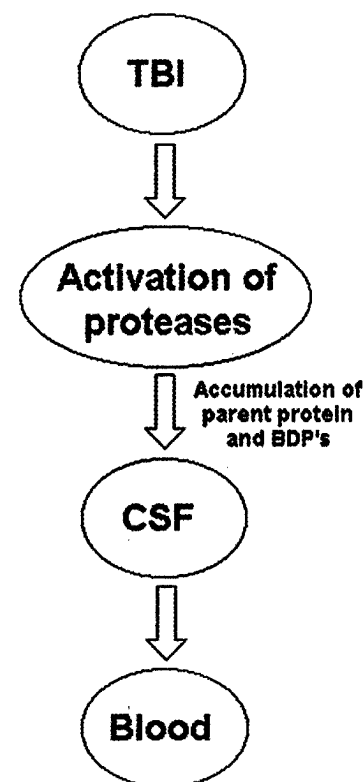 TBI
Activation of
proteases
Accumulation of
parent protein
and BDP's
CSF
Blood